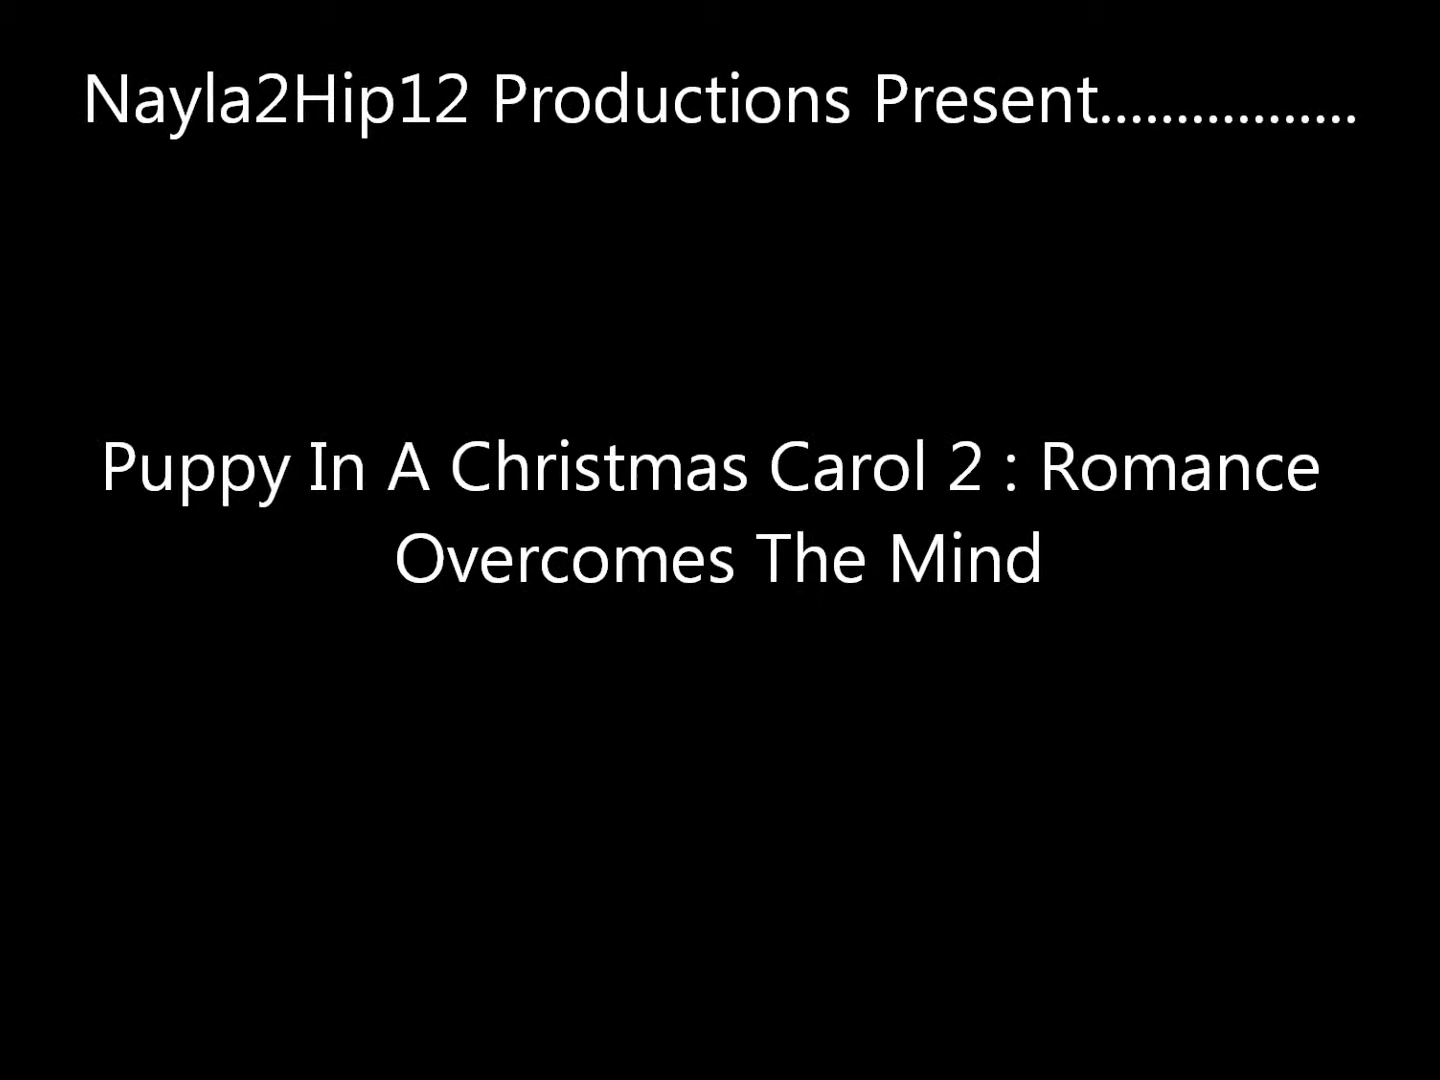 Nayla2Hip12 Productions Present.................
Puppy In A Christmas Carol 2 : Romance
Overcomes The Mind